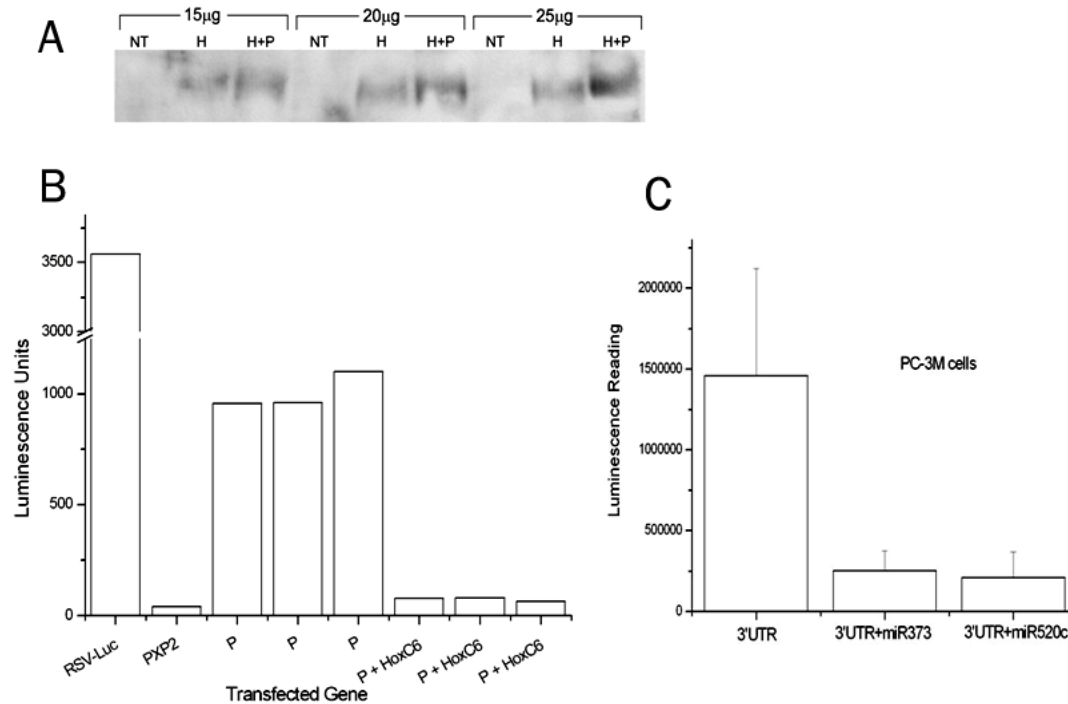 15µg 20µg 25µg
A
NT H H+P NT H H+P NT H H+P
B
Luminescence Units
3500
3000
1000
500
0
RSV-Luc PXP2 P P P P + HoxC6 P + HoxC6 P + HoxC6
Transfected Gene
C
Luminescence Reading
2000000
1500000
1000000
500000
0
PC-3M cells
3'UTR 3'UTR+miR373 3'UTR+miR520c